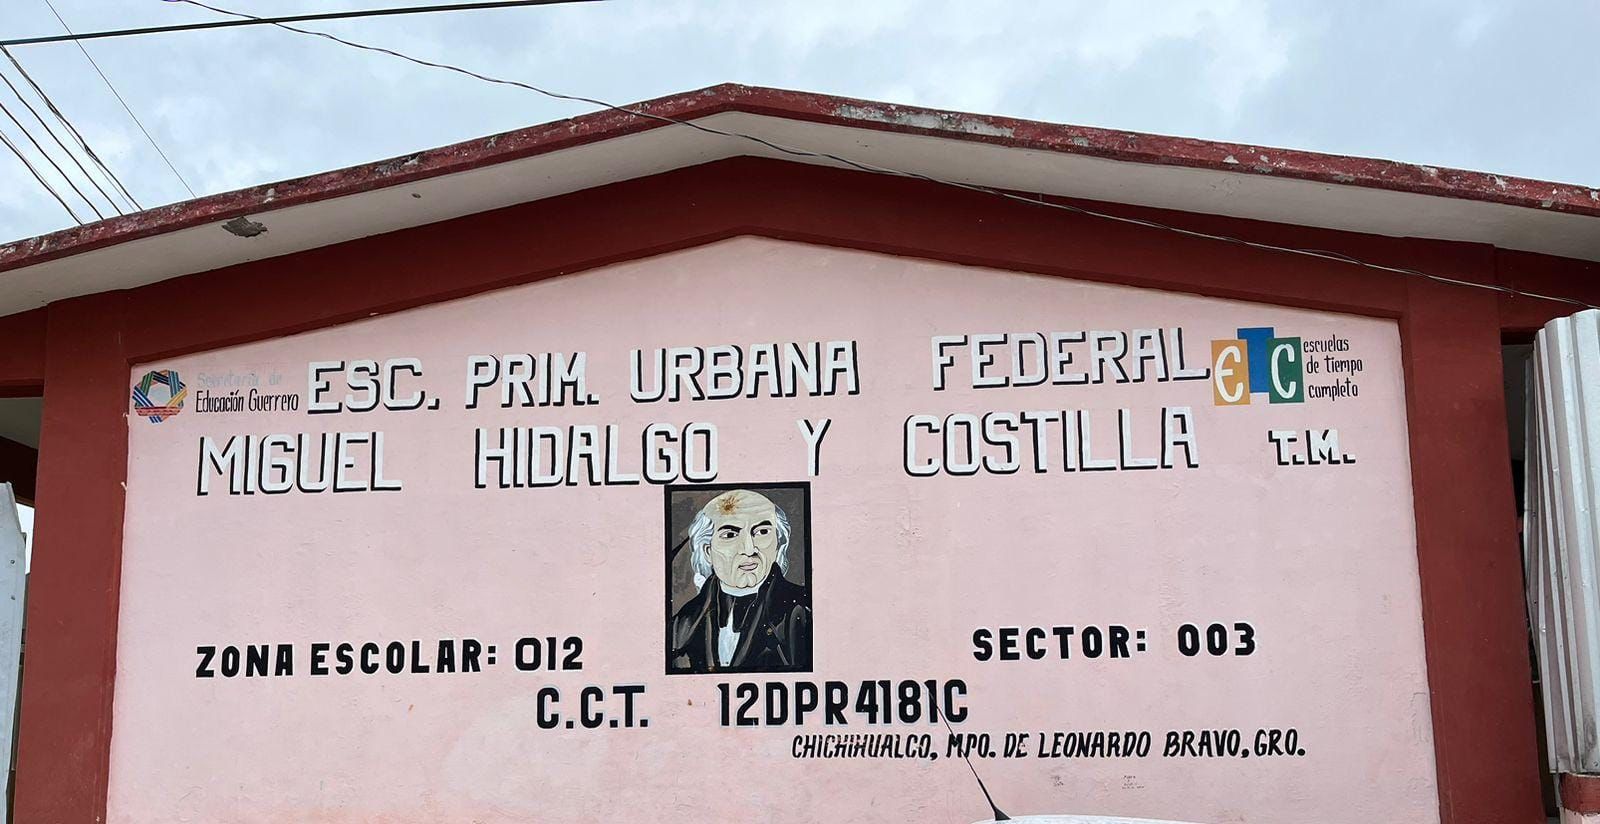 Secretaría de
Educación Guerrero
ESC. PRIM. URBANA FEDERAL
ETC
escuelas
de tiempo
completo
MIGUEL HIDALGO Y COSTILLA T.M.
ZONA ESCOLAR: 012
SECTOR: 003
C.C.T. 12DPR4181C
CHICHIHUALCO, MPO. DE LEONARDO BRAVO, GRO.